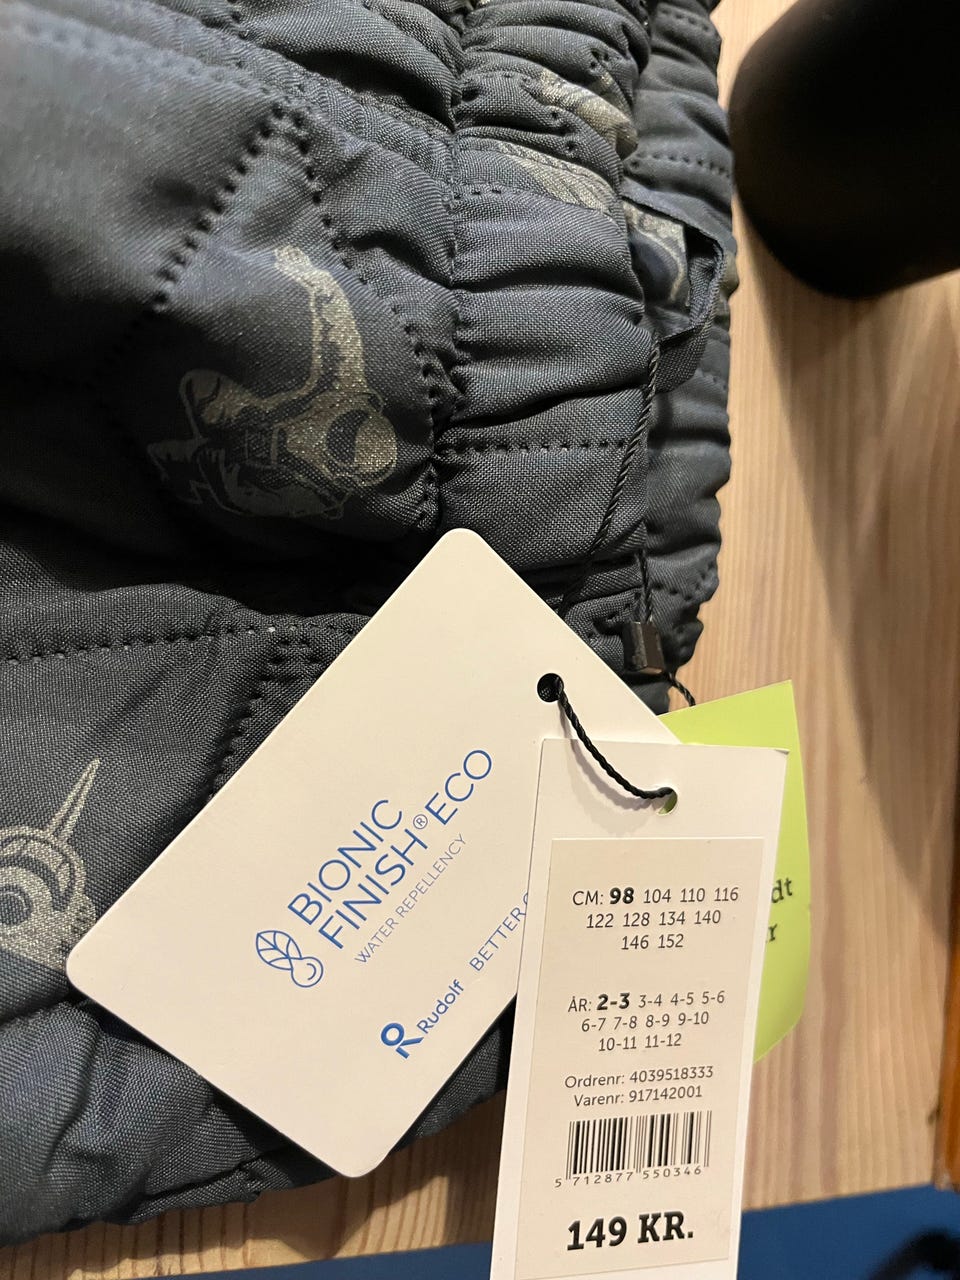 BIONIC
FINISH® ECO
WATER REPELLENCY
Rudolf
BETTER
CM: 98 104 110 116
122 128 134 140
146 152
ÅR: 2-3 3-4 4-5 5-6
6-7 7-8 8-9 9-10
10-11 11-12
Ordrenr: 4039518333
Varenr: 917142001
5 712877 550346
149 KR.